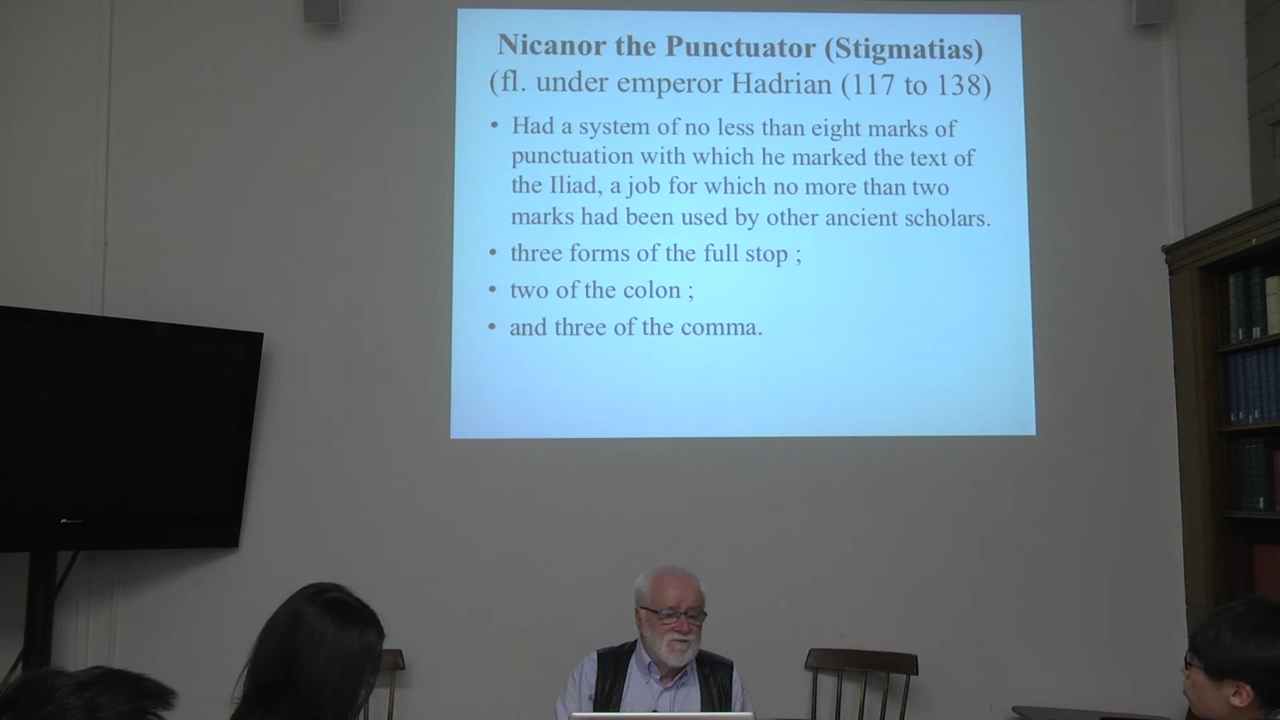 Nicanor the Punctuator (Stigmatias)
(fl. under emperor Hadrian (117 to 138)
• Had a system of no less than eight marks of
punctuation with which he marked the text of
the Iliad, a job for which no more than two
marks had been used by other ancient scholars.
• three forms of the full stop ;
• two of the colon ;
• and three of the comma.